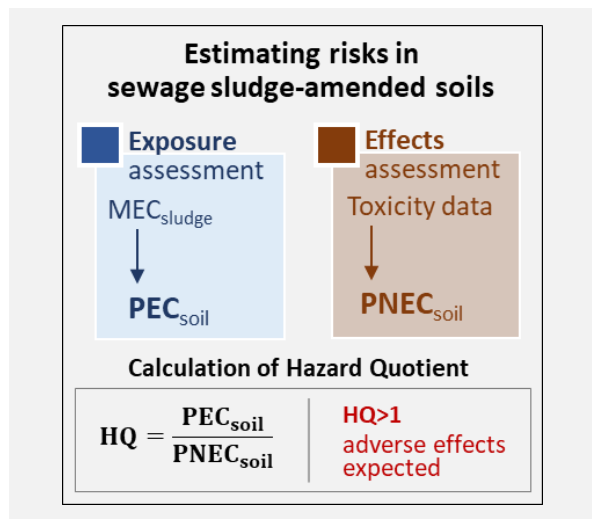 Estimating risks in
sewage sludge-amended soils
Exposure
assessment
MECsludge
PECsoil
Effects
assessment
Toxicity data
PNECsoil
Calculation of Hazard Quotient
HQ = PECsoil / PNECsoil
HQ>1
adverse effects
expected